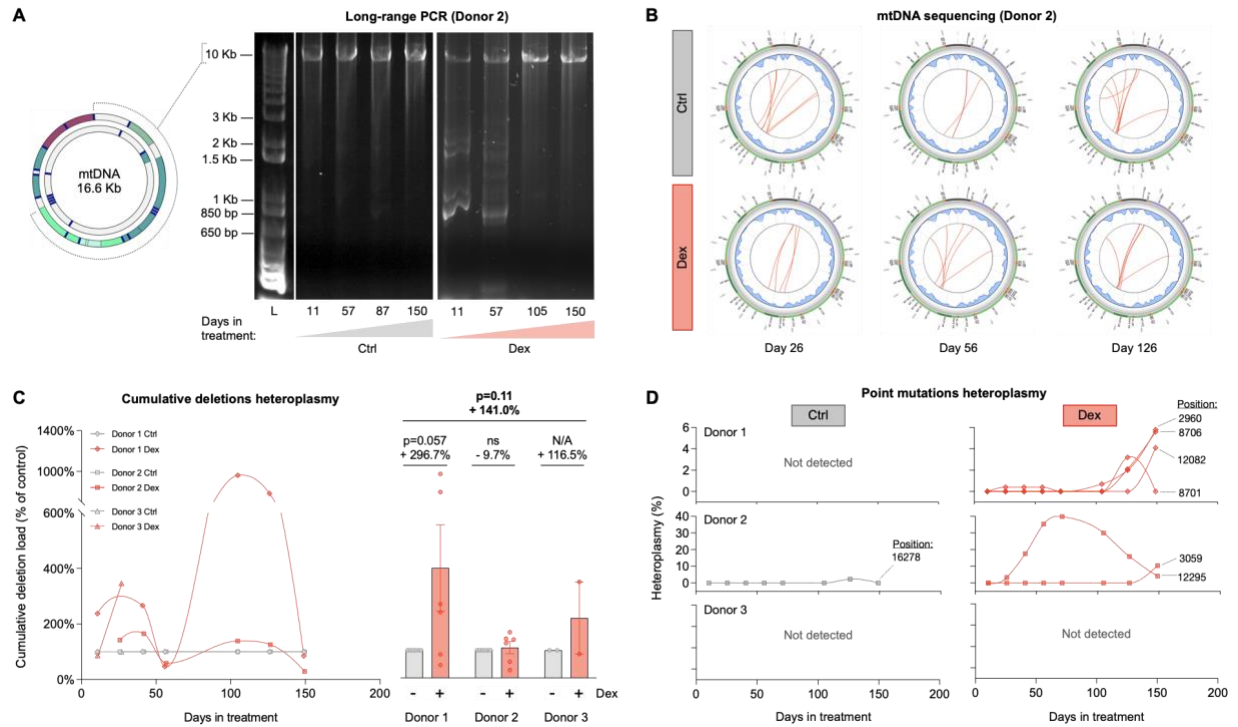 A
Long-range PCR (Donor 2)
10 Kb
3 Kb
2 Kb
1.5 Kb
1 Kb
850 bp
650 bp
mtDNA
16.6 Kb
L
11
57
87
150
11
57
105
150
Days in
treatment:
Ctrl
Dex
B
mtDNA sequencing (Donor 2)
Ctrl
Dex
Day 26
Day 56
Day 126
C
Cumulative deletions heteroplasmy
Cumulative deletion load (% of control)
1400%
1000%
600%
400%
200%
0%
Donor 1 Ctrl
Donor 1 Dex
Donor 2 Ctrl
Donor 2 Dex
Donor 3 Ctrl
Donor 3 Dex
0
50
100
150
200
Days in treatment
p=0.11
+ 141.0%
p=0.057
+ 296.7%
ns
- 9.7%
N/A
+ 116.5%
- + - + - + Dex
Donor 1
Donor 2
Donor 3
D
Point mutations heteroplasmy
Ctrl
Dex
Heteroplasmy (%)
6
4
2
0
Donor 1
Not detected
Position:
2960
8706
12082
8701
40
30
20
10
0
Donor 2
Position:
16278
3059
12295
Donor 3
Not detected
Not detected
0
50
100
150
200
Days in treatment
0
50
100
150
200
Days in treatment